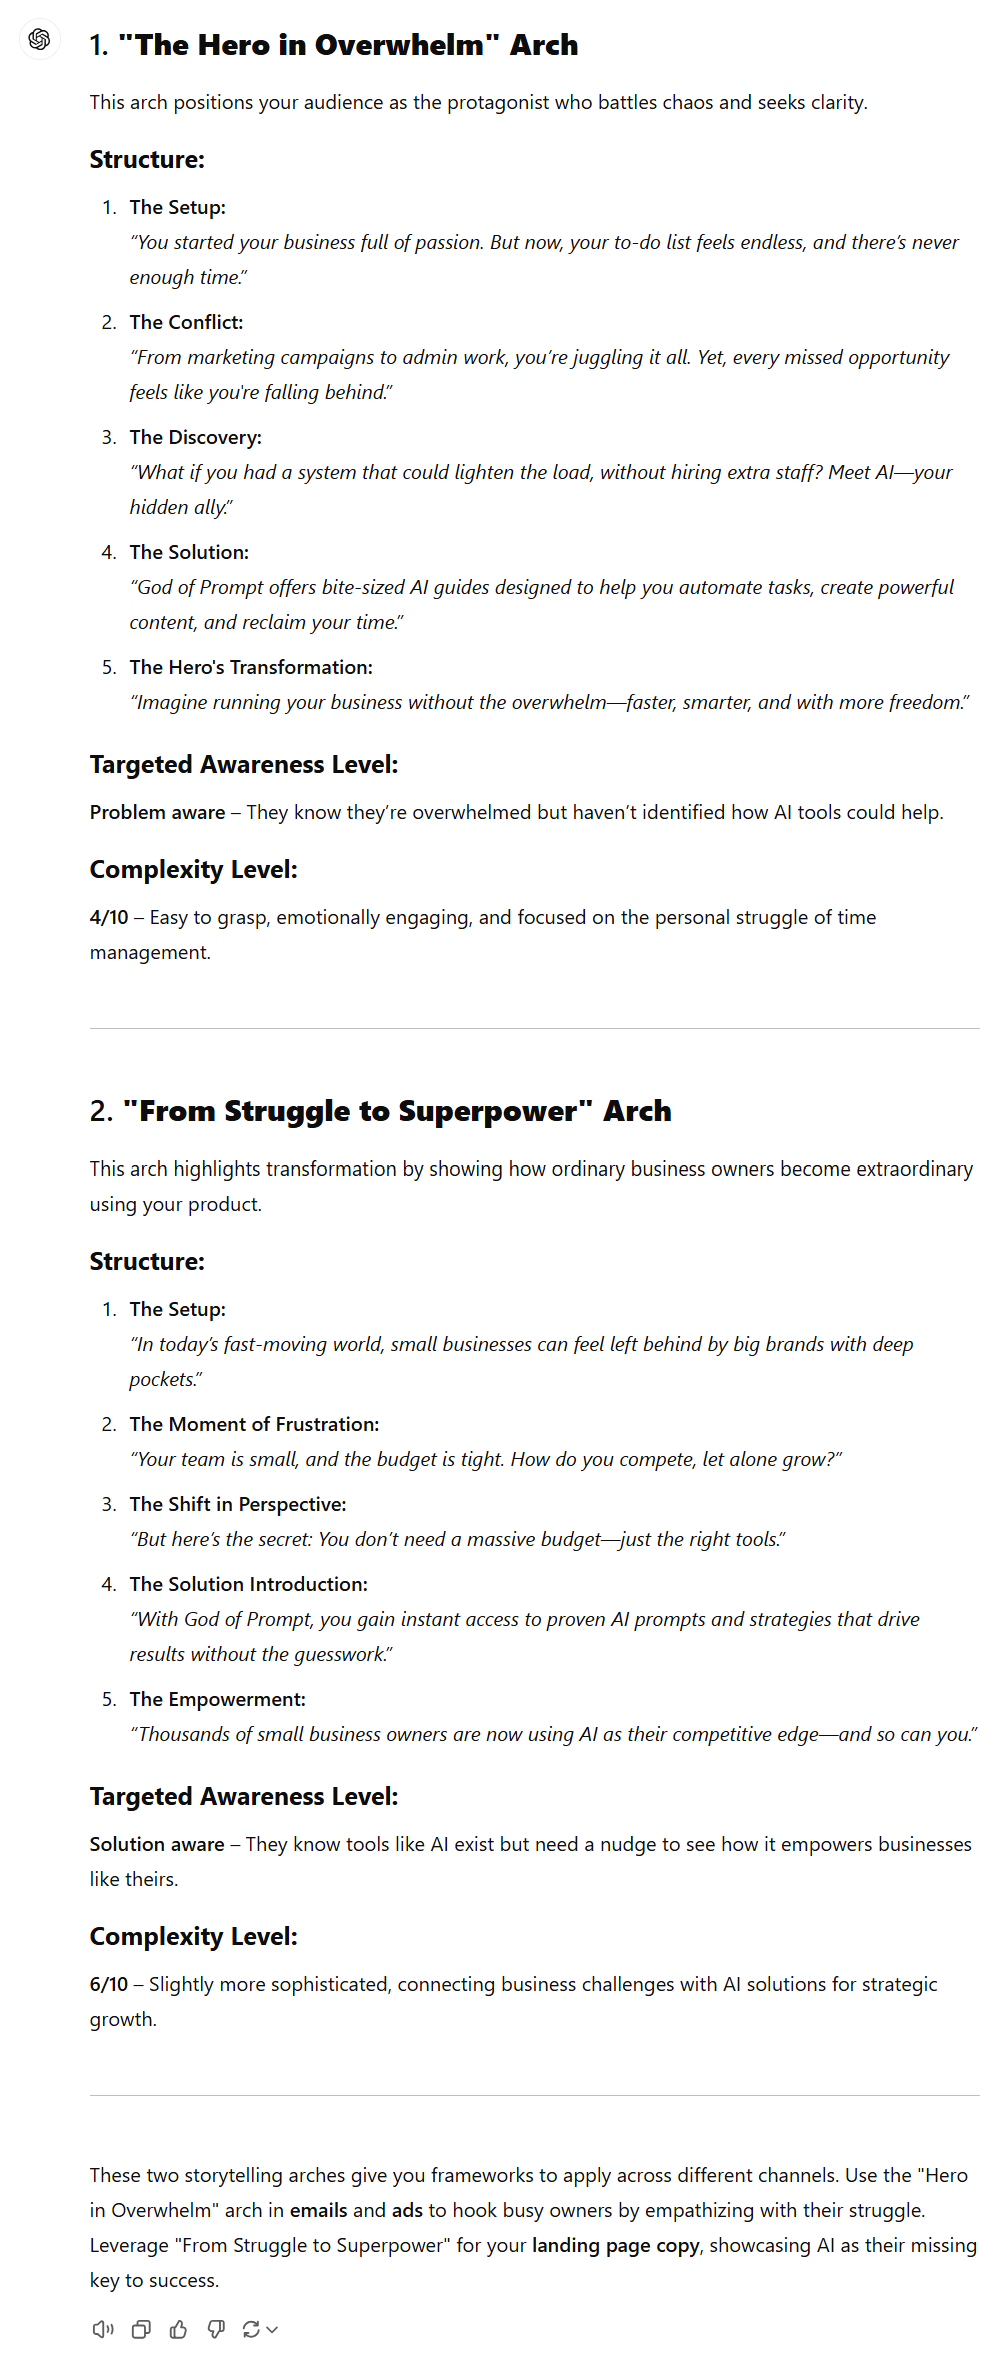 1. "The Hero in Overwhelm" Arch
This arch positions your audience as the protagonist who battles chaos and seeks clarity.
Structure:
1. The Setup:
“You started your business full of passion. But now, your to-do list feels endless, and there’s never
enough time.”
2. The Conflict:
“From marketing campaigns to admin work, you’re juggling it all. Yet, every missed opportunity
feels like you're falling behind.”
3. The Discovery:
“What if you had a system that could lighten the load, without hiring extra staff? Meet AI—your
hidden ally.”
4. The Solution:
“God of Prompt offers bite-sized AI guides designed to help you automate tasks, create powerful
content, and reclaim your time.”
5. The Hero's Transformation:
“Imagine running your business without the overwhelm—faster, smarter, and with more freedom.”
Targeted Awareness Level:
Problem aware – They know they’re overwhelmed but haven’t identified how AI tools could help.
Complexity Level:
4/10 – Easy to grasp, emotionally engaging, and focused on the personal struggle of time
management.
2. "From Struggle to Superpower" Arch
This arch highlights transformation by showing how ordinary business owners become extraordinary
using your product.
Structure:
1. The Setup:
“In today’s fast-moving world, small businesses can feel left behind by big brands with deep
pockets.”
2. The Moment of Frustration:
“Your team is small, and the budget is tight. How do you compete, let alone grow?”
3. The Shift in Perspective:
“But here’s the secret: You don’t need a massive budget—just the right tools.”
4. The Solution Introduction:
“With God of Prompt, you gain instant access to proven AI prompts and strategies that drive
results without the guesswork.”
5. The Empowerment:
“Thousands of small business owners are now using AI as their competitive edge—and so can you.”
Targeted Awareness Level:
Solution aware – They know tools like AI exist but need a nudge to see how it empowers businesses
like theirs.
Complexity Level:
6/10 – Slightly more sophisticated, connecting business challenges with AI solutions for strategic
growth.
These two storytelling arches give you frameworks to apply across different channels. Use the "Hero
in Overwhelm" arch in emails and ads to hook busy owners by empathizing with their struggle.
Leverage "From Struggle to Superpower" for your landing page copy, showcasing AI as their missing
key to success.